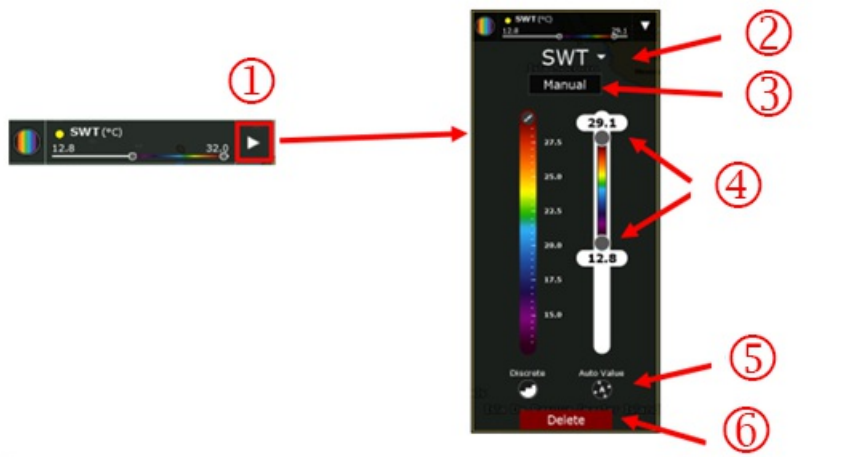 ①
SWT (°C)
12.8 32.0
SWT (°C)
12.8 29.1
SWT
②
Manual
③
29.1
27.5
25.0
④
22.5
20.0
12.8
17.5
15.0
Discrete Auto Value
⑤
A
Delete
⑥